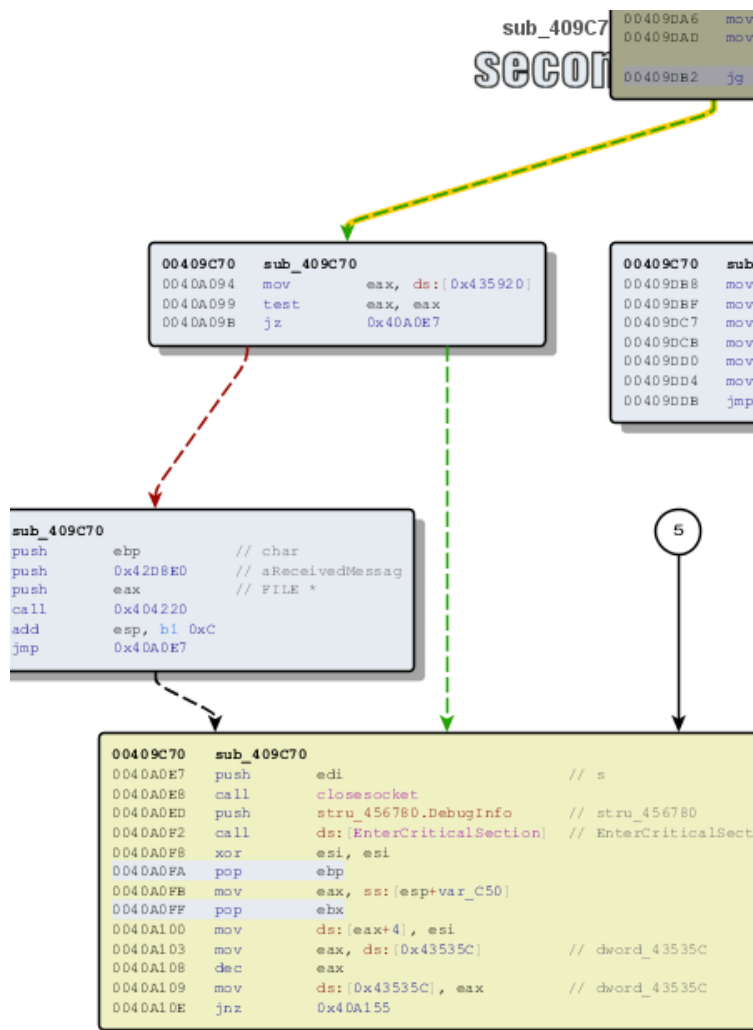 sub_409C7
secon
00409DA6 mov
00409DAD mov
00409DB2 jg
00409C70 sub_409C70
0040A094 mov eax, ds:[0x435920]
0040A099 test eax, eax
0040A09B jz 0x40A0E7
00409C70 sub
00409DB8 mov
00409DBF mov
00409DC7 mov
00409DCB mov
00409DD0 mov
00409DD4 mov
00409DDB jmp
sub_409C70
push ebp // char
push 0x42D8E0 // aReceivedMessag
push eax // FILE *
call 0x404220
add esp, b1 0xC
jmp 0x40A0E7
5
00409C70 sub_409C70
0040A0E7 push edi // s
0040A0E8 call closesocket
0040A0ED push stru_456780.DebugInfo // stru_456780
0040A0F2 call ds:[EnterCriticalSection] // EnterCriticalSect
0040A0F8 xor esi, esi
0040A0FA pop ebp
0040A0FB mov eax, ss:[esp+var_C50]
0040A0FF pop ebx
0040A100 mov ds:[eax+4], esi
0040A103 mov eax, ds:[0x43535C] // dword_43535C
0040A108 dec eax
0040A109 mov ds:[0x43535C], eax // dword_43535C
0040A10E jnz 0x40A155